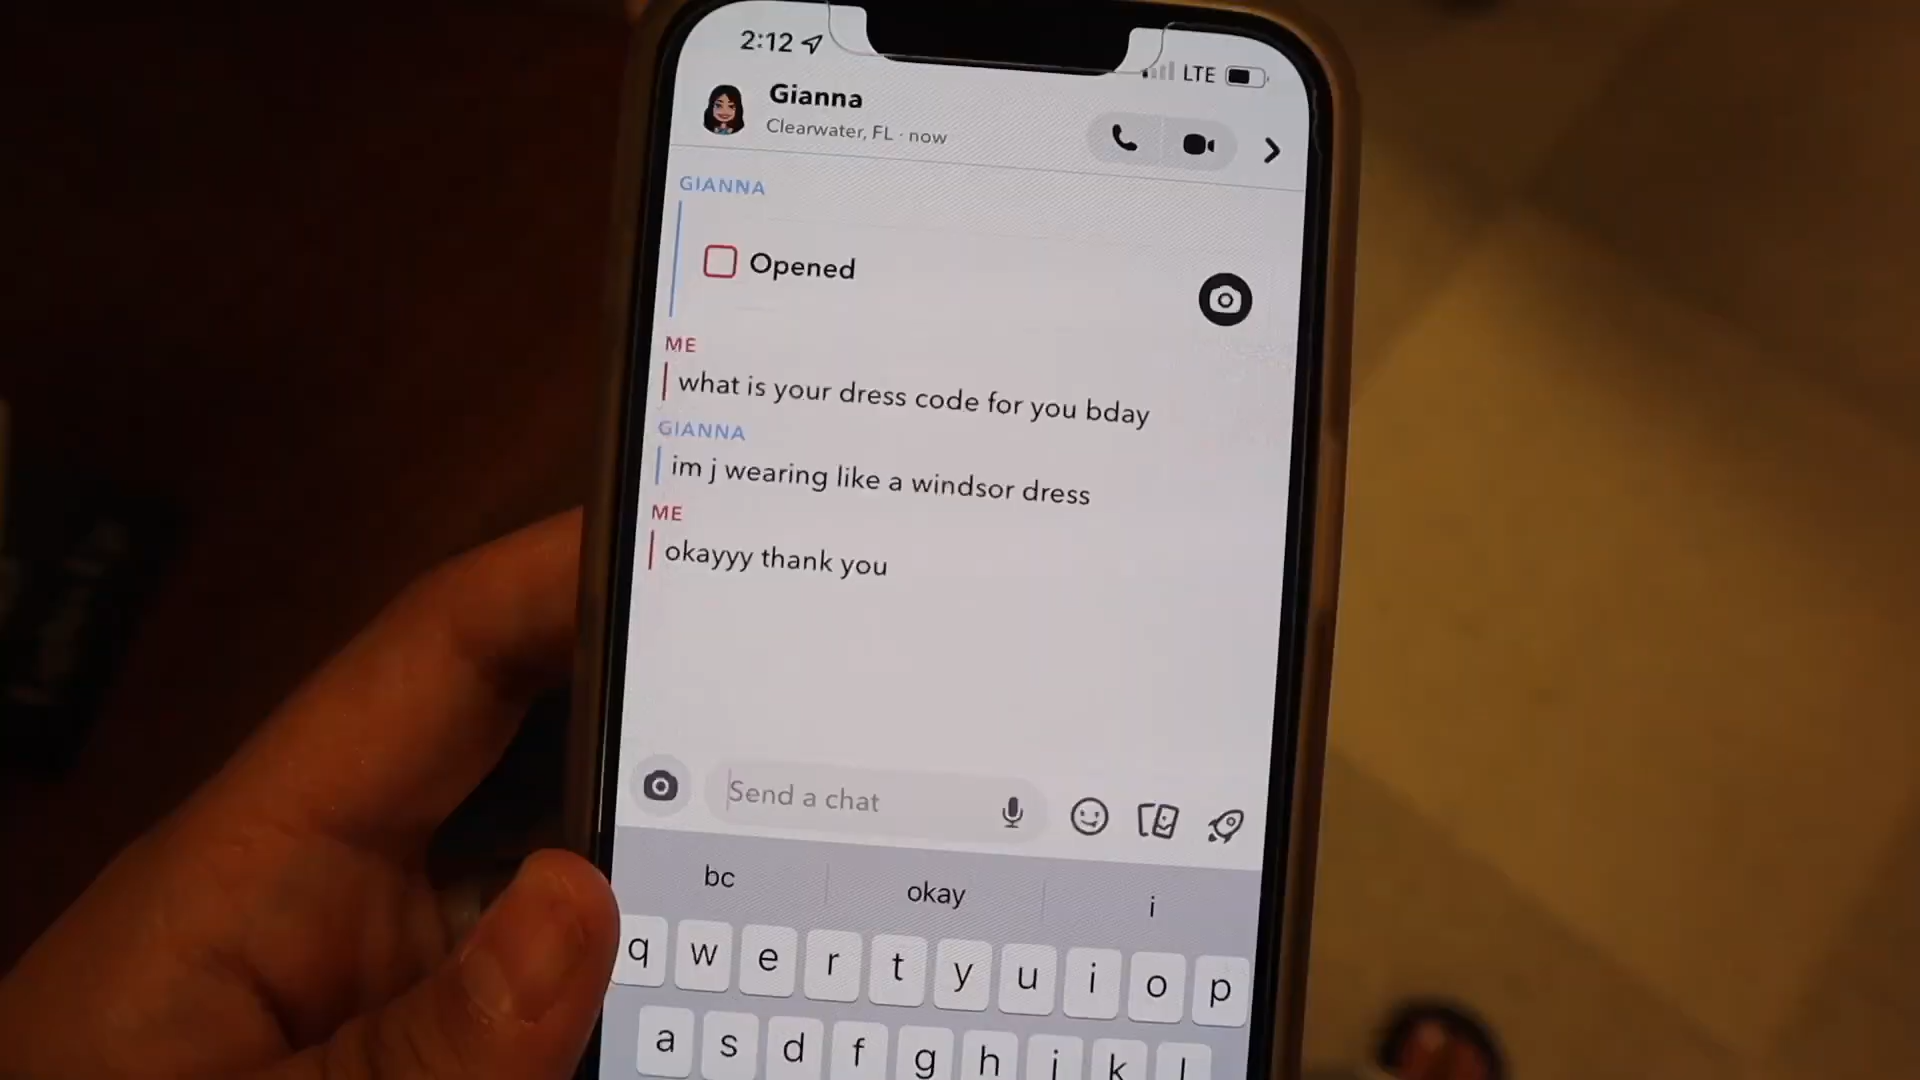 2:12
LTE
Gianna
Clearwater, FL · now
GIANNA
Opened
ME
what is your dress code for you bday
GIANNA
im j wearing like a windsor dress
ME
okayyy thank you
Send a chat
bc okay i
q w e r t y u i o p
a s d f g h j k l